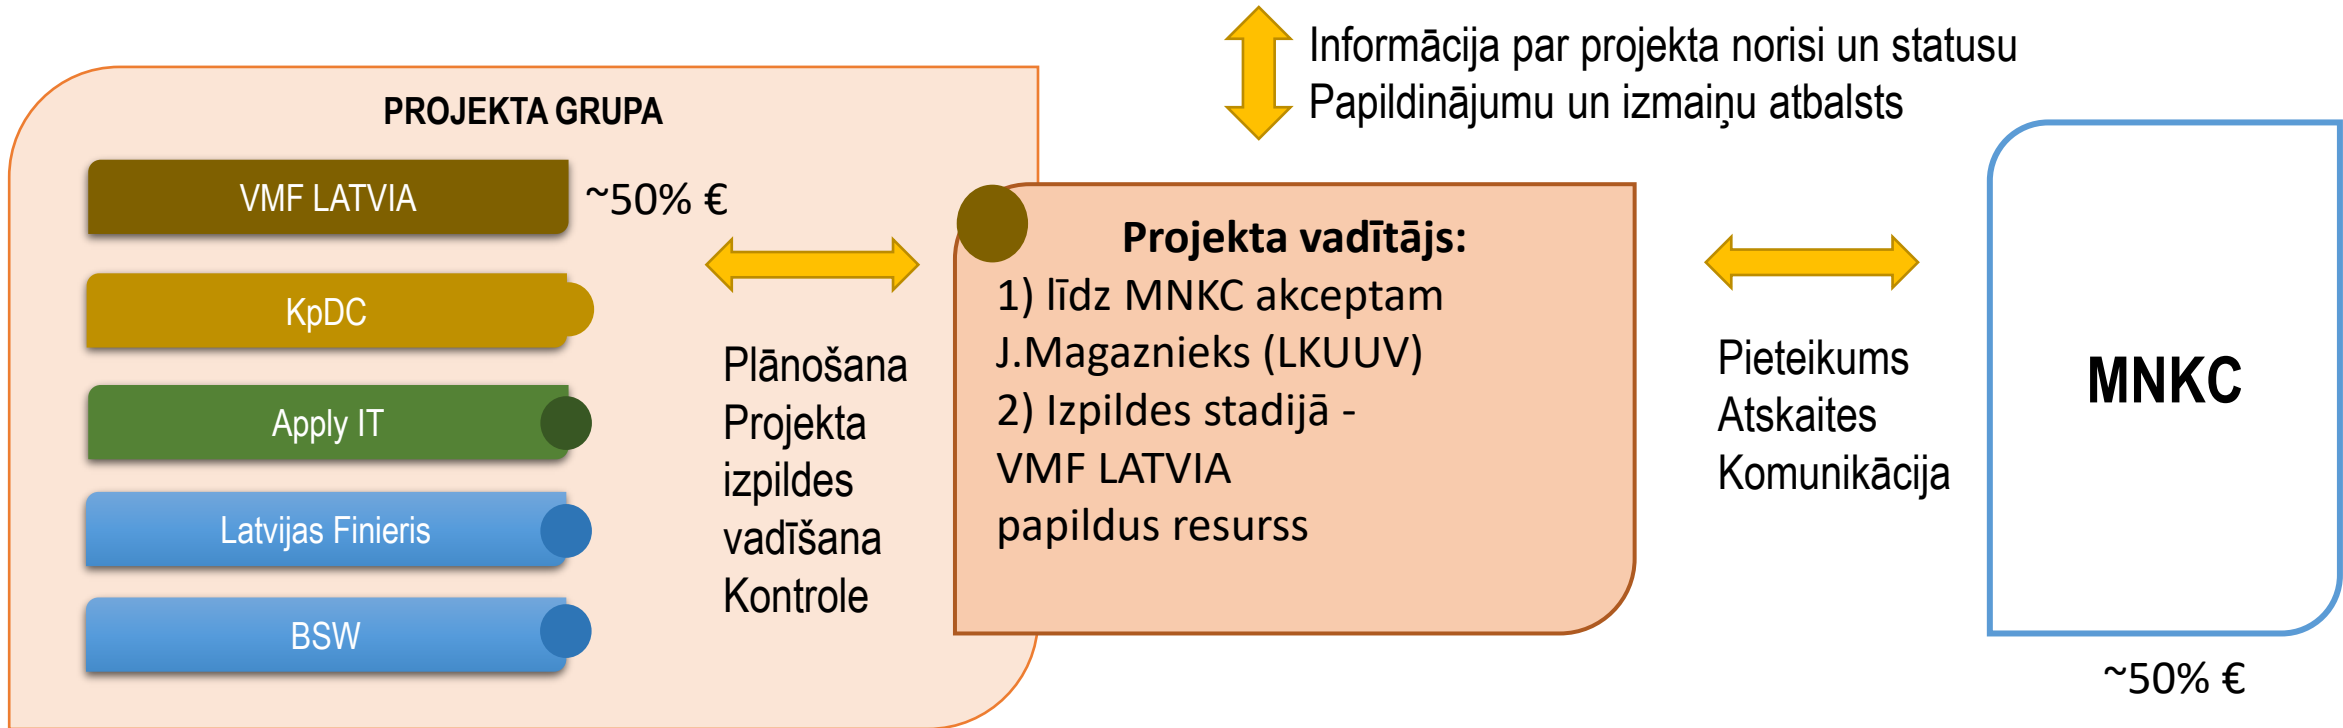 Informācija par projekta norisi un statusu
Papildinājumu un izmaiņu atbalsts
PROJEKTA GRUPA
VMF LATVIA
~50% €
KpDC
Apply IT
Latvijas Finieris
BSW
Plānošana
Projekta
izpildes
vadīšana
Kontrole
Projekta vadītājs:
1) līdz MNKC akceptam
J.Magaznieks (LKUUV)
2) Izpildes stadijā -
VMF LATVIA
papildus resurss
Pieteikums
Atskaites
Komunikācija
MNKC
~50% €